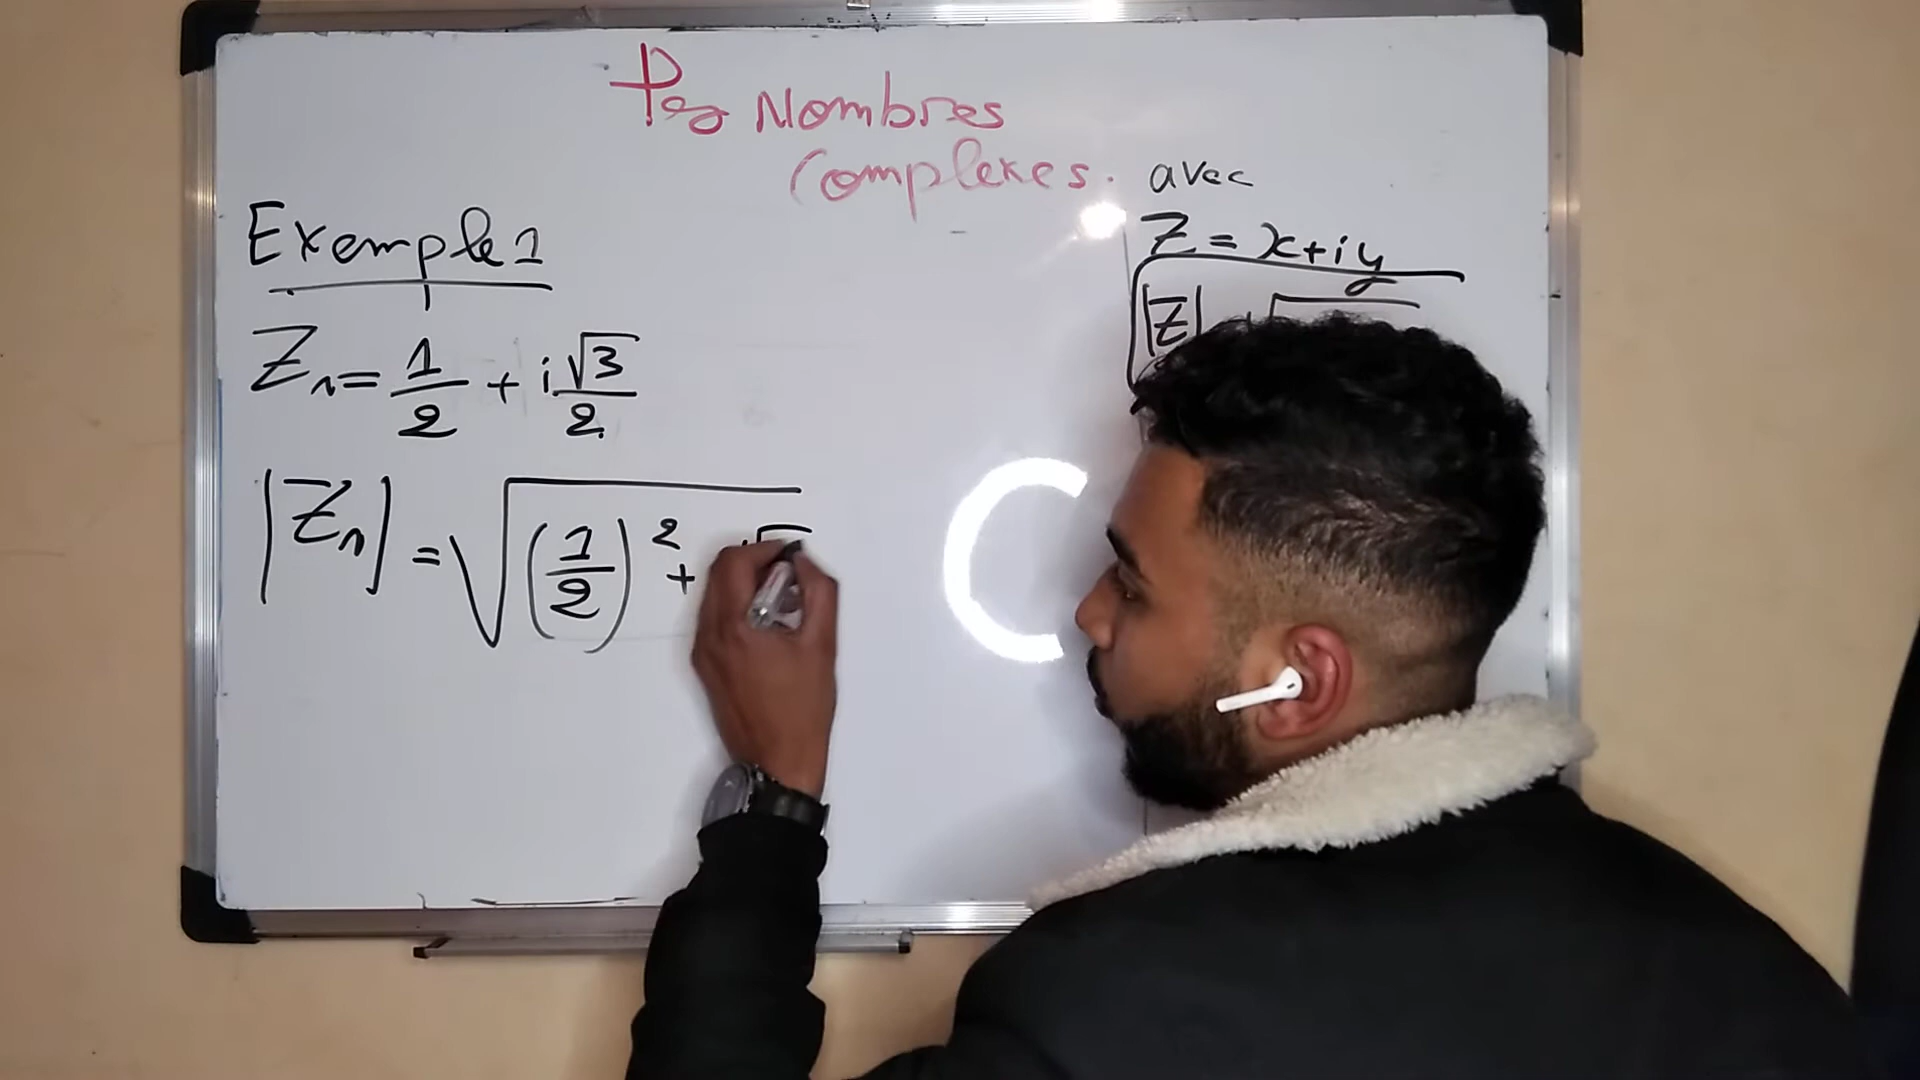 Les Nombres
Complexes.
avec
Z = x+iy
|Z| √
Exemple 1
Z₁ = 1/2 + i √3/2
|Z₁| = √(1/2)² + √